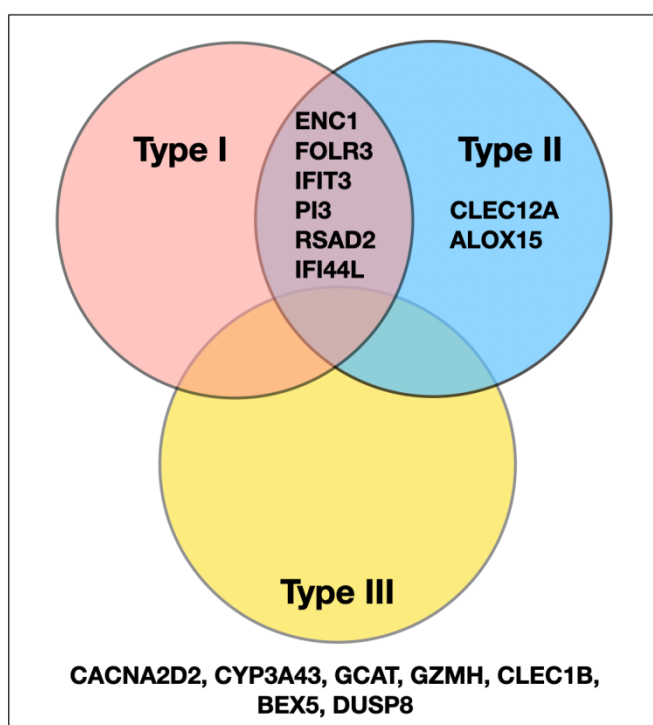 Type I
Type II
ENC1
FOLR3
IFIT3
PI3
RSAD2
IFI44L
CLEC12A
ALOX15
Type III
CACNA2D2, CYP3A43, GCAT, GZMH, CLEC1B,
BEX5, DUSP8